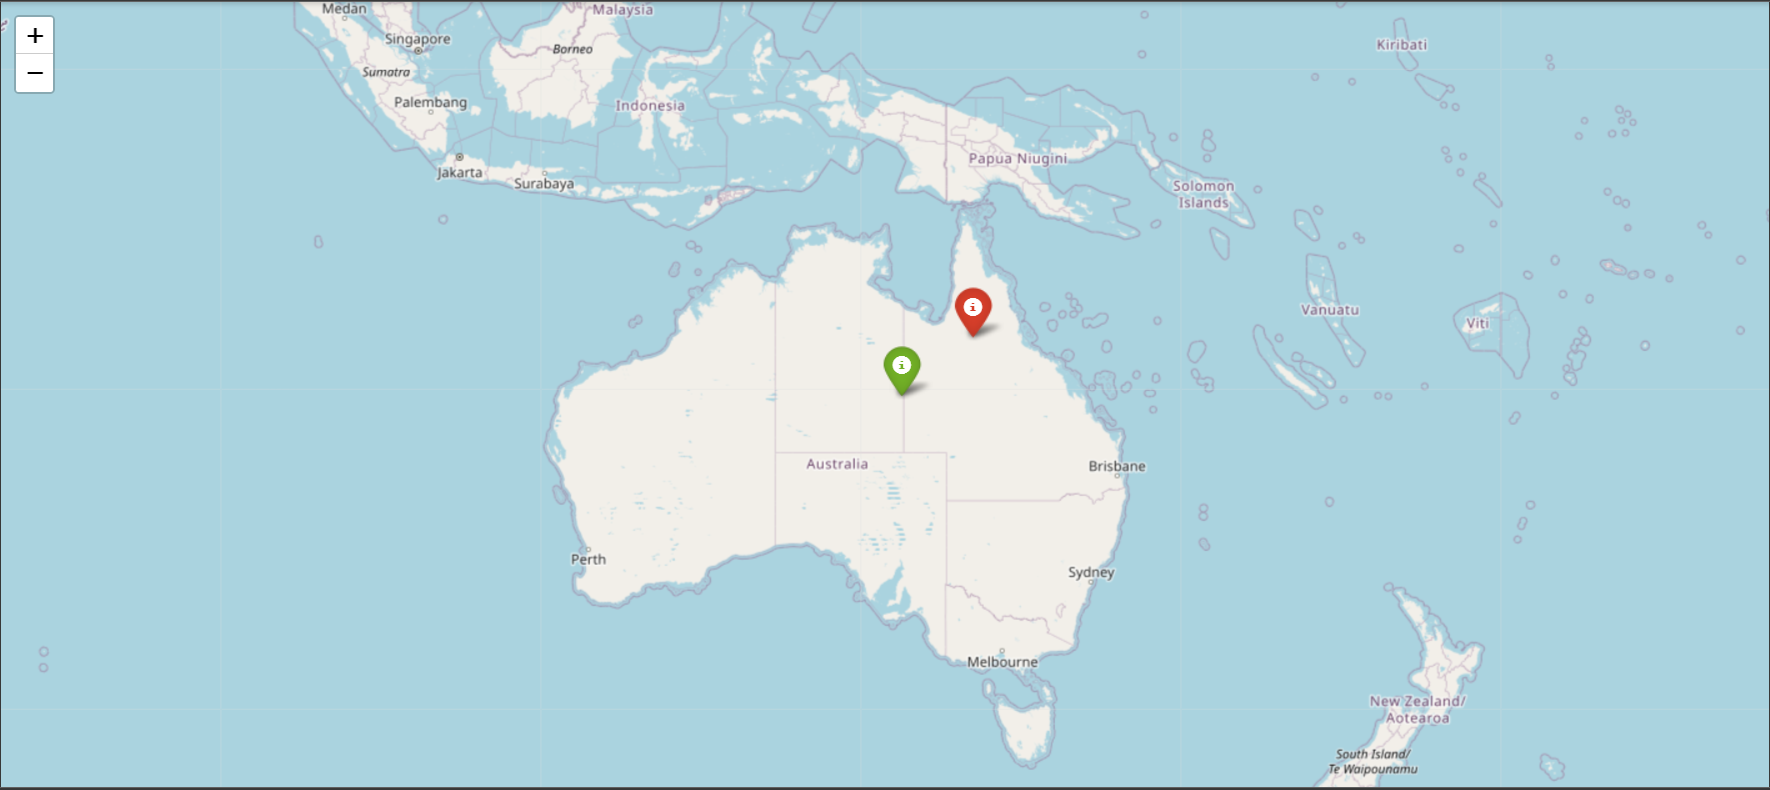 Medan
Malaysia
+
−
Singapore
Kiribati
Borneo
Sumatra
Palembang
Indonesia
Papua Niugini
Jakarta
Surabaya
Solomon
Islands
i
Vanuatu
Viti
i
Australia
Brisbane
Perth
Sydney
Melbourne
New Zealand/
Aotearoa
South Island/
Te Waipounamu